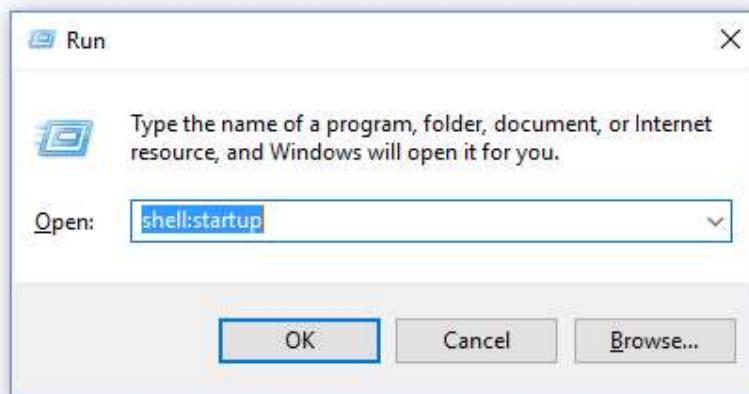 Run
Type the name of a program, folder, document, or Internet
resource, and Windows will open it for you.
Open: shell:startup
OK Cancel Browse...